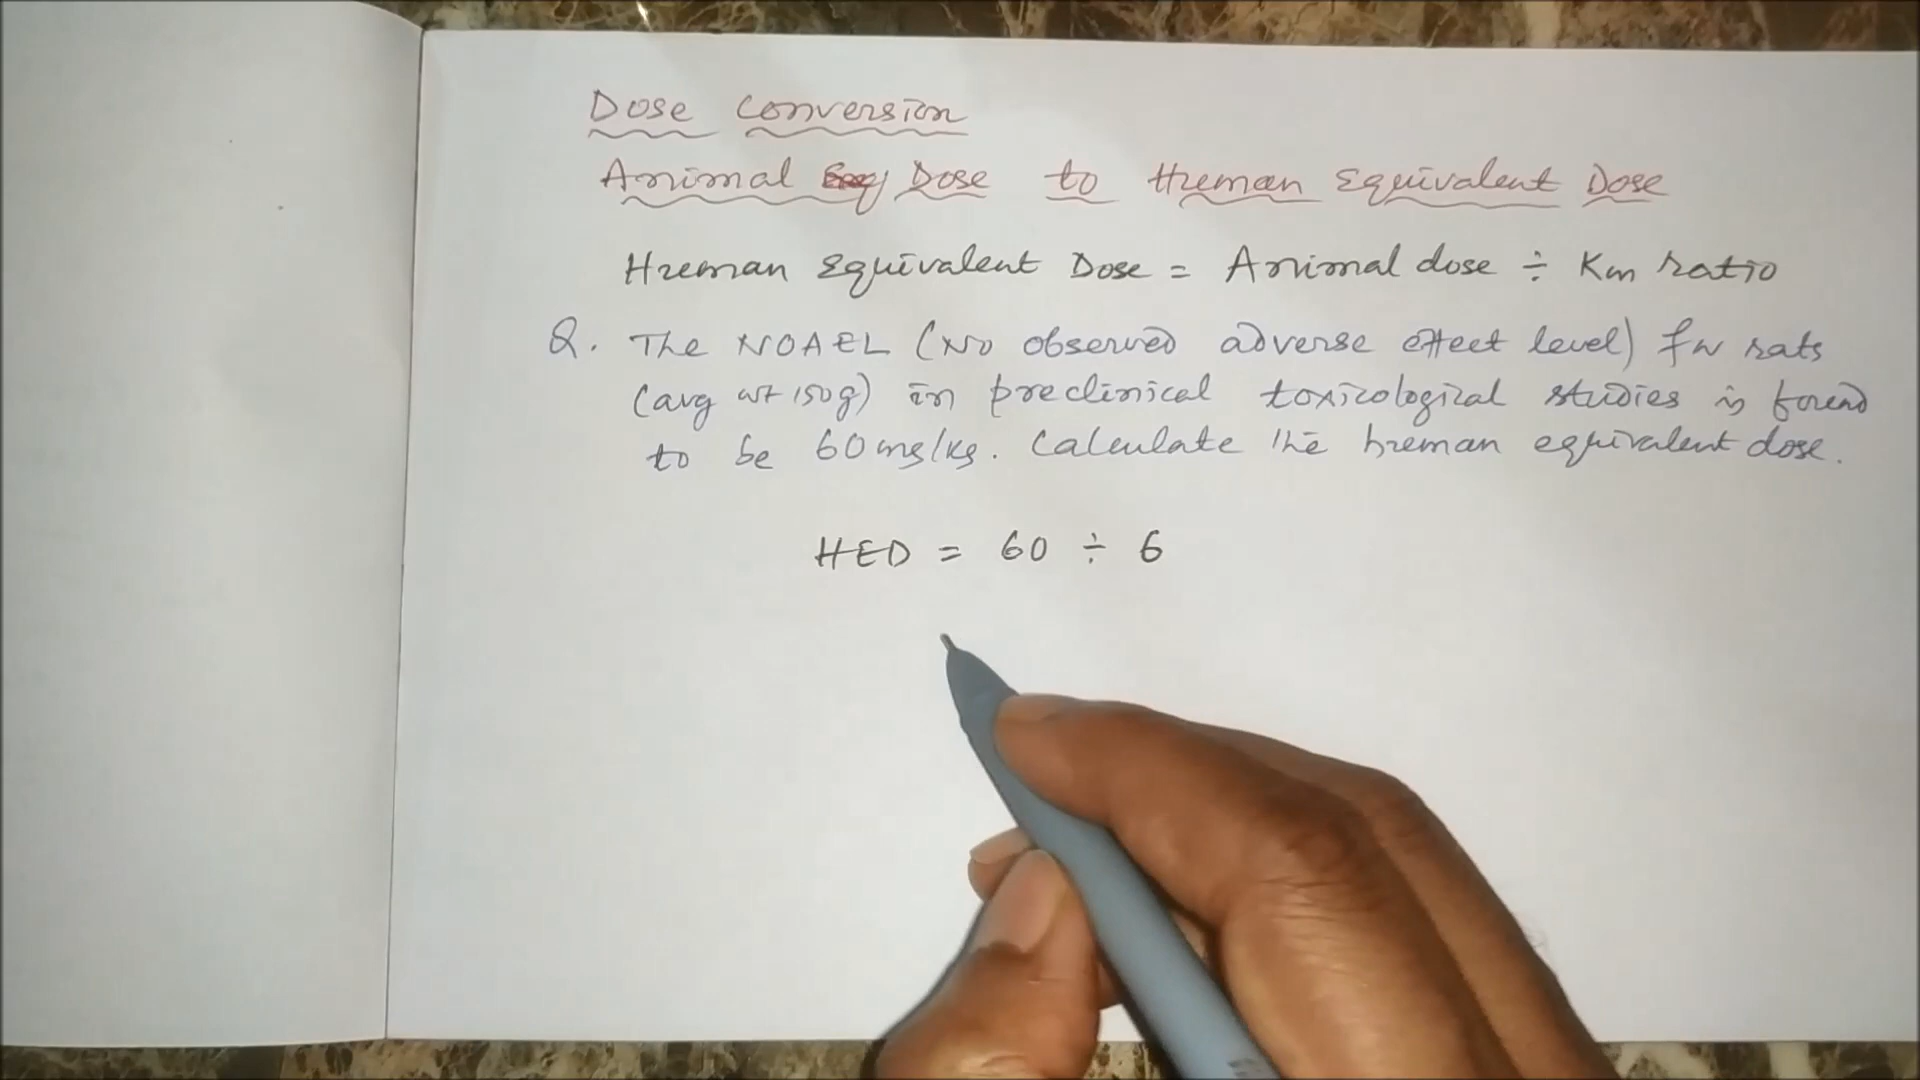 Dose Conversion
Animal Dose to Human Equivalent Dose
Human Equivalent Dose = Animal dose ÷ Km ratio
Q. The NOAEL (No observed adverse effect level) for rats
(avg wt 150g) in preclinical toxicological studies is found
to be 60 mg/kg. Calculate the human equivalent dose.
HED = 60 ÷ 6